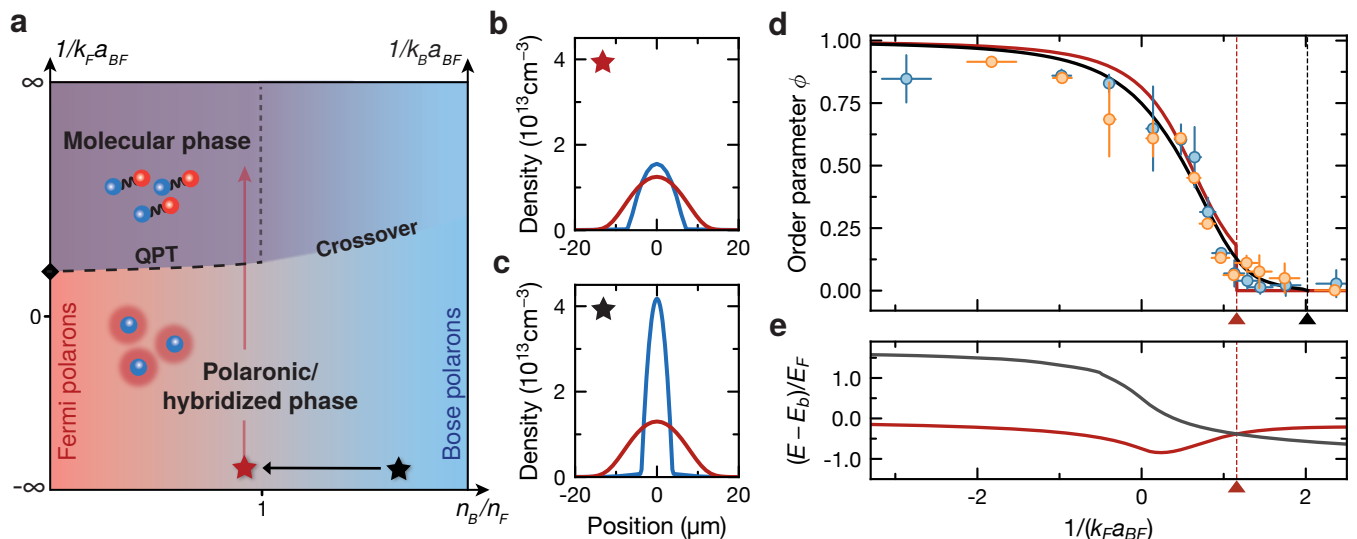 a
1/k_F a_BF
1/k_B a_BF
∞
Molecular phase
QPT
Crossover
0
Fermi polarons
Polaronic/
hybridized phase
Bose polarons
-∞
1
n_B/n_F
b
Density (10^13 cm^−3)
4
2
0
-20
0
20
c
Density (10^13 cm^−3)
4
2
0
-20
0
20
Position (μm)
d
Order parameter ϕ
1.00
0.75
0.50
0.25
0.00
e
(E − E_b)/E_F
1.0
0.0
-1.0
-2
0
2
1/(k_F a_BF)